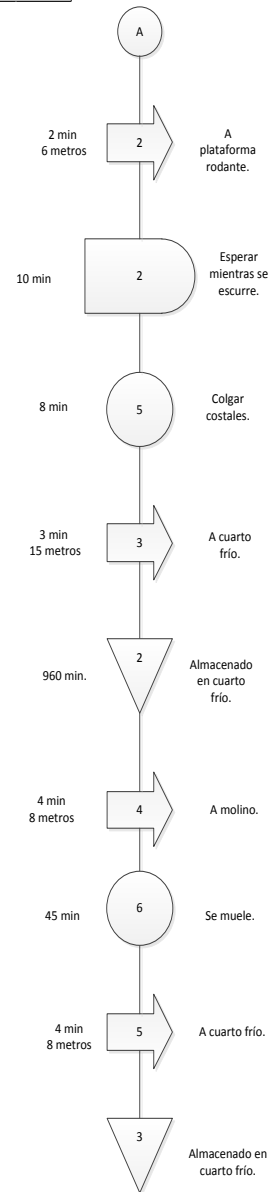 A
2 min
6 metros
2
A
plataforma
rodante.
10 min
2
Esperar
mientras se
escurre.
8 min
5
Colgar
costales.
3 min
15 metros
3
A cuarto
frío.
960 min.
2
Almacenado
en cuarto
frío.
4 min
8 metros
4
A molino.
45 min
6
Se muele.
4 min
8 metros
5
A cuarto frío.
3
Almacenado en
cuarto frío.